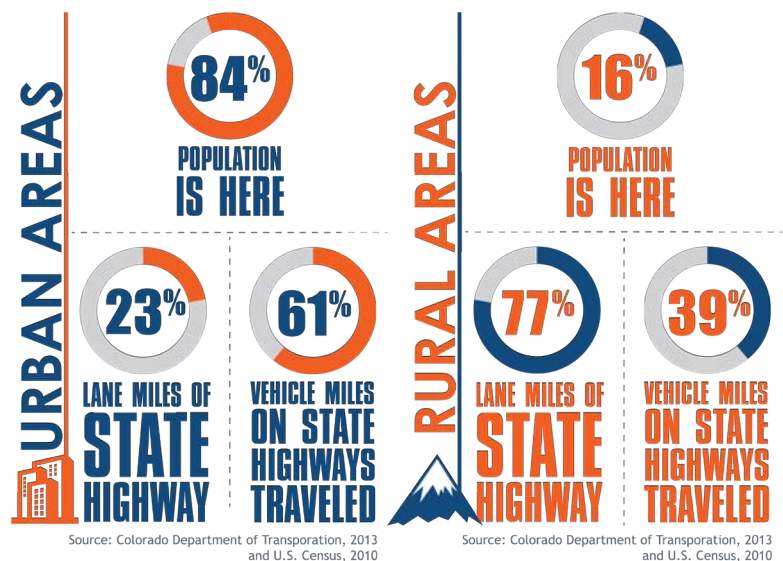 URBAN AREAS
84%
POPULATION
IS HERE
23%
LANE MILES OF
STATE
HIGHWAY
61%
VEHICLE MILES
ON STATE
HIGHWAYS
TRAVELED
Source: Colorado Department of Transporation, 2013
and U.S. Census, 2010
RURAL AREAS
16%
POPULATION
IS HERE
77%
LANE MILES OF
STATE
HIGHWAY
39%
VEHICLE MILES
ON STATE
HIGHWAYS
TRAVELED
Source: Colorado Department of Transporation, 2013
and U.S. Census, 2010